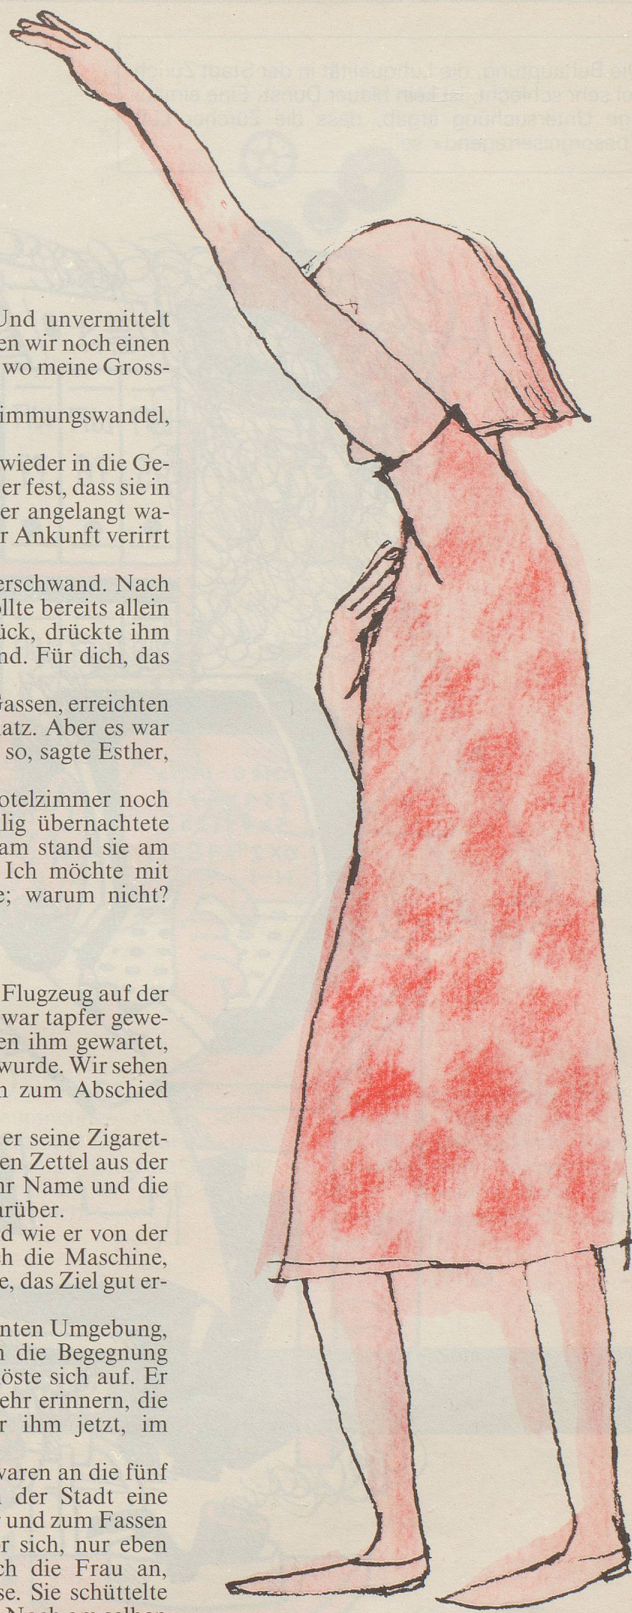 Und unvermittelt
en wir noch einen
wo meine Gross-
immungswandel,
wieder in die Ge-
er fest, dass sie in
er angelangt wa-
r Ankunft verirrt
erschwand. Nach
ollte bereits allein
ück, drückte ihm
nd. Für dich, das
Gassen, erreichten
latz. Aber es war
so, sagte Esther,
otelzimmer noch
lig übernachtete
am stand sie am
Ich möchte mit
e; warum nicht?
Flugzeug auf der
war tapfer gewe-
en ihm gewartet,
wurde. Wir sehen
n zum Abschied
er seine Zigaret-
en Zettel aus der
hr Name und die
arüber.
d wie er von der
ch die Maschine,
e, das Ziel gut er-
nten Umgebung,
n die Begegnung
öste sich auf. Er
ehr erinnern, die
r ihm jetzt, im
waren an die fünf
n der Stadt eine
r und zum Fassen
or sich, nur eben
ch die Frau an,
se. Sie schüttelte